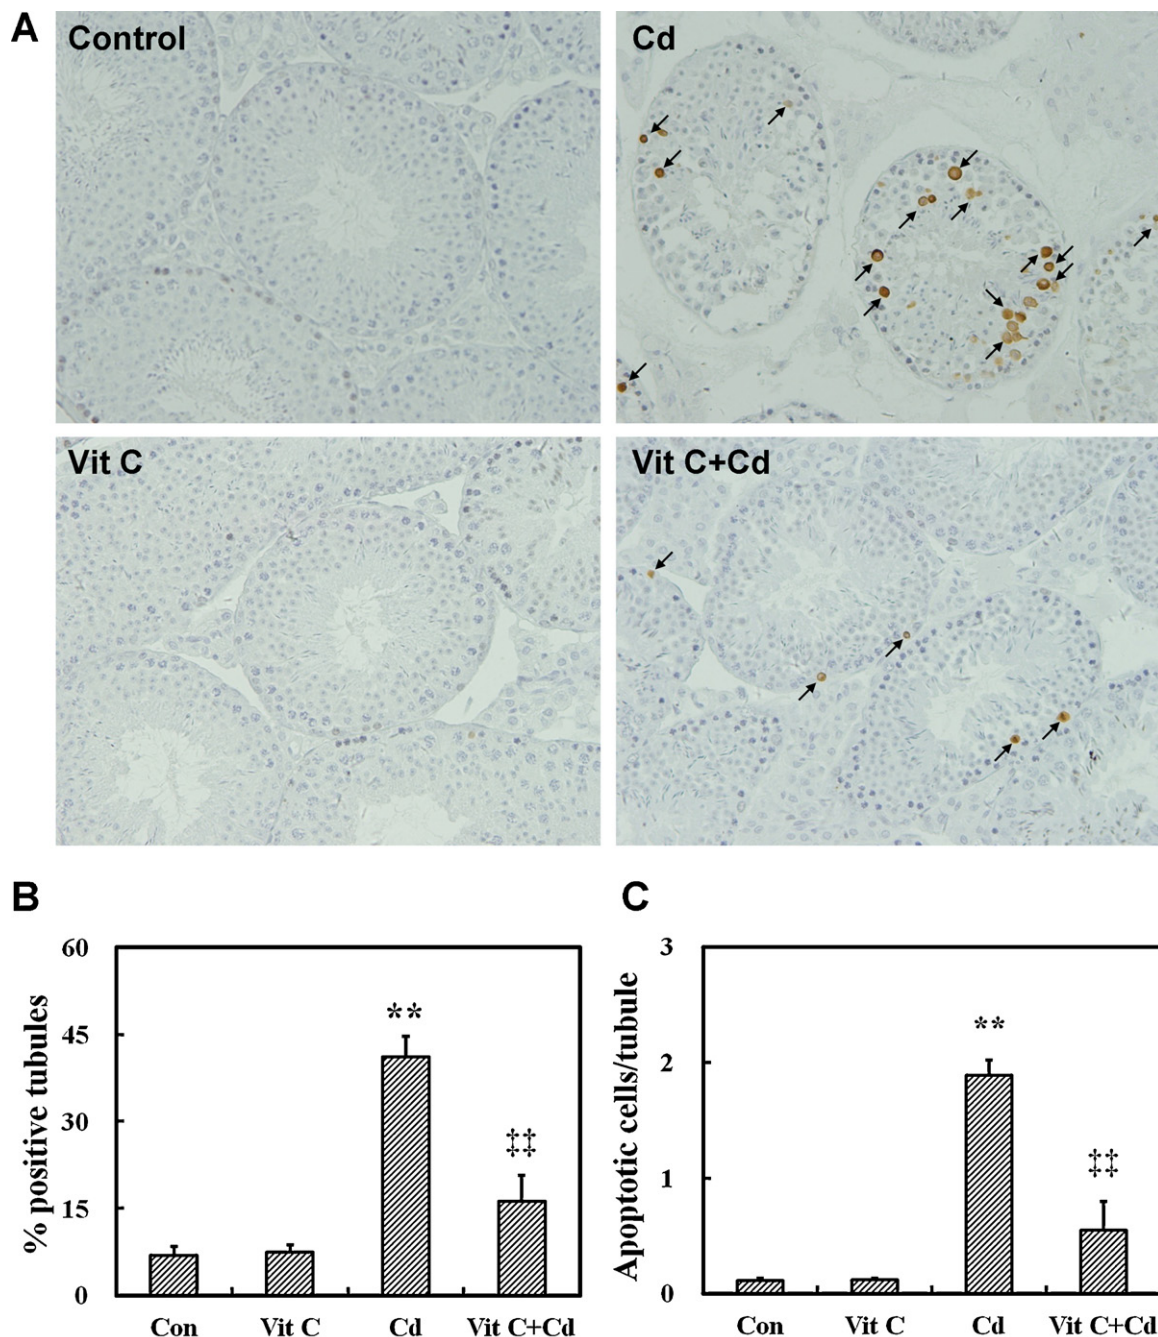 A
Control
Cd
Vit C
Vit C+Cd
B
C
60
45
30
15
0
% positive tubules
**
‡‡
Con
Vit C
Cd
Vit C+Cd
3
2
1
0
Apoptotic cells/tubule
**
‡‡
Con
Vit C
Cd
Vit C+Cd